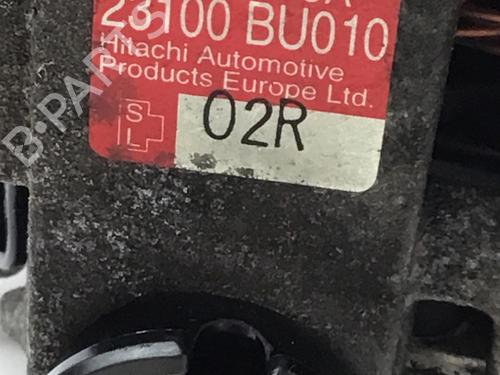 23100 BU010
Hitachi Automotive
Products Europe Ltd.
S
L
02R
B-PARTS